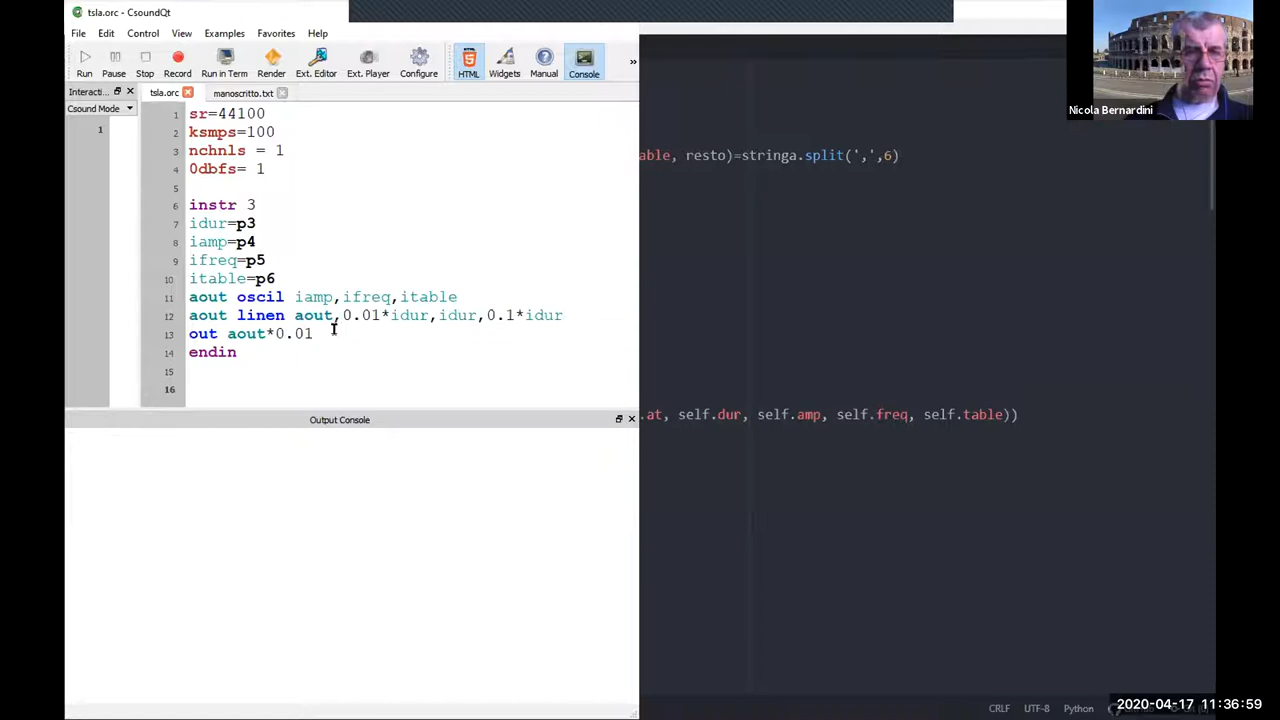 tsla.orc - CsoundQt
File Edit Control View Examples Favorites Help
Run Pause Stop Record Run in Term Render Ext. Editor Ext. Player Configure HTML Widgets Manual Console »
Interacti...
tsla.orc manoscritto.txt
Csound Mode
1
1 sr=44100
2 ksmps=100
3 nchnls = 1
4 0dbfs= 1
5
6 instr 3
7 idur=p3
8 iamp=p4
9 ifreq=p5
10 itable=p6
11 aout oscil iamp,ifreq,itable
12 aout linen aout,0.01*idur,idur,0.1*idur
13 out aout*0.01
14 endin
15
16
Output Console
able, resto)=stringa.split(',',6)
.at, self.dur, self.amp, self.freq, self.table))
CRLF UTF-8 Python
Nicola Bernardini
2020-04-17 11:36:59